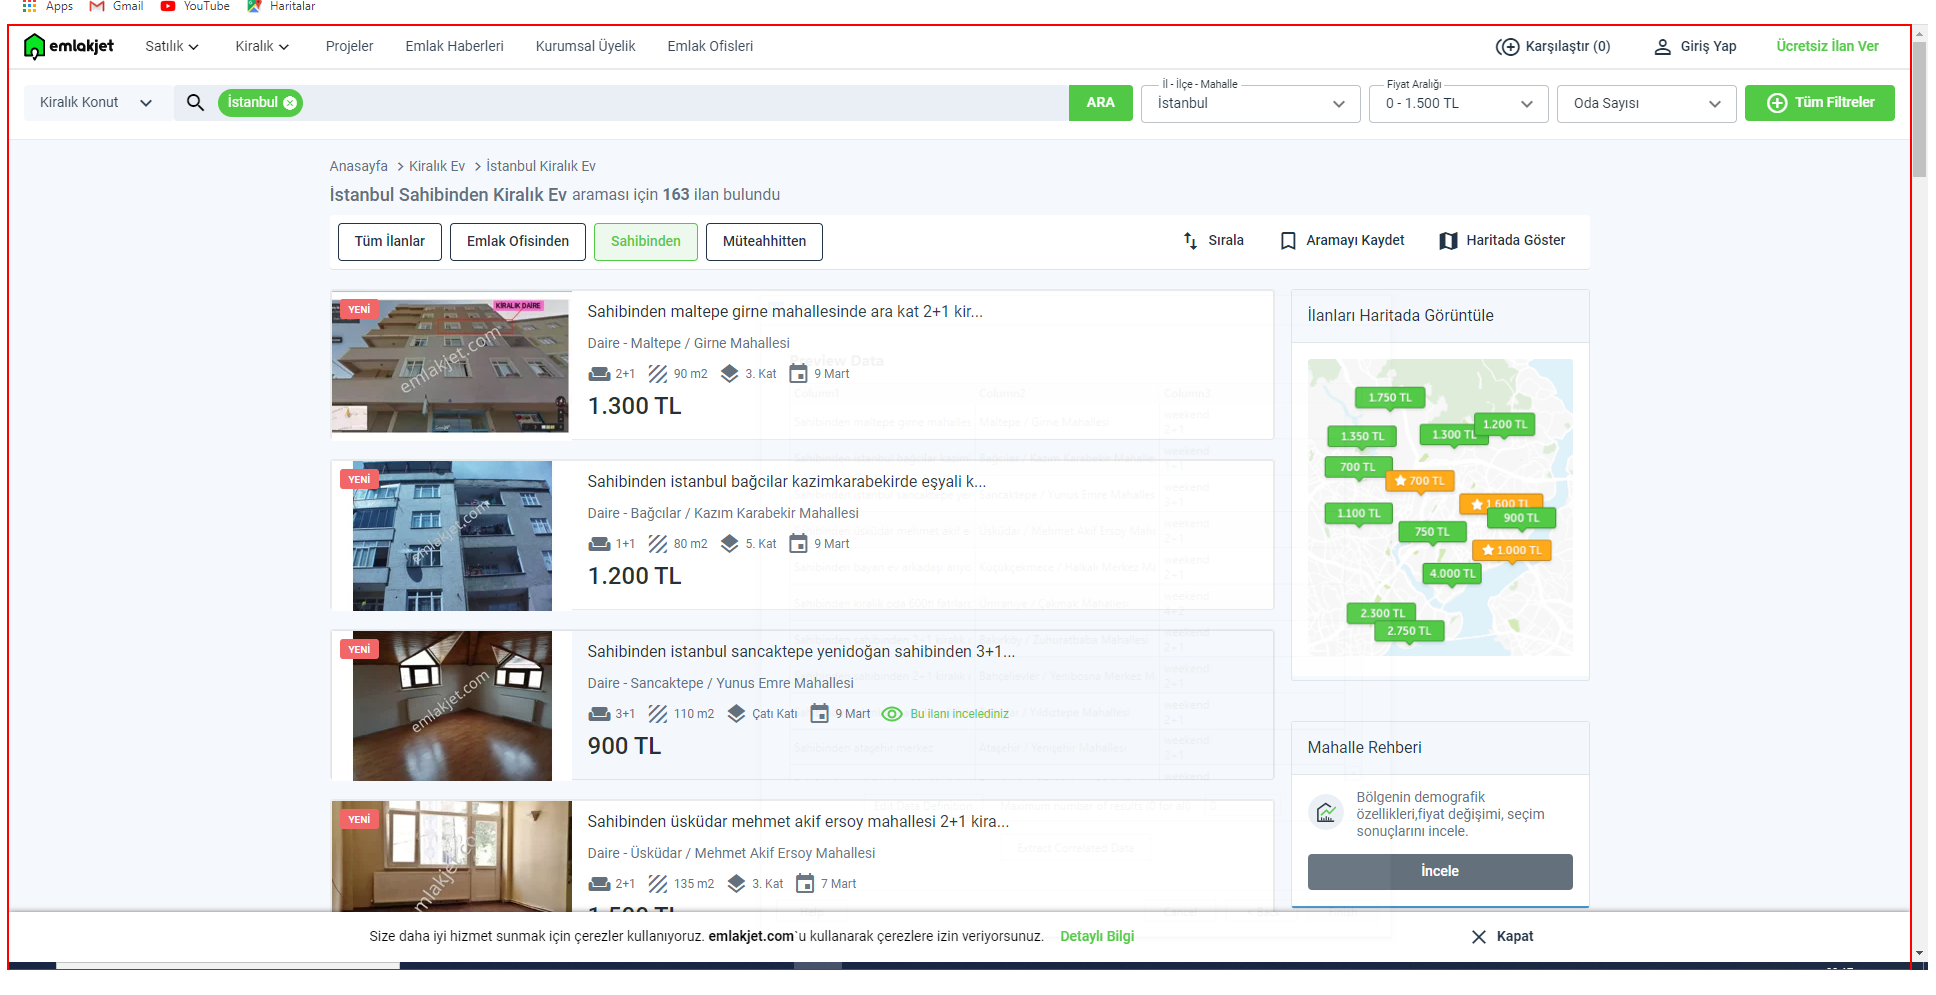 Apps Gmail YouTube Haritalar
emlakjet Satılık Kiralık Projeler Emlak Haberleri Kurumsal Üyelik Emlak Ofisleri Karşılaştır (0) Giriş Yap Ücretsiz İlan Ver
İl - İlçe - Mahalle Fiyat Aralığı
Kiralık Konut İstanbul ARA İstanbul 0 - 1.500 TL Oda Sayısı Tüm Filtreler
Anasayfa > Kiralık Ev > İstanbul Kiralık Ev
İstanbul Sahibinden Kiralık Ev araması için 163 ilan bulundu
Tüm İlanlar Emlak Ofisinden Sahibinden Müteahhitten Sırala Aramayı Kaydet Haritada Göster
YENİ
KİRALIK DAİRE
emlakjet.com
Sahibinden maltepe girne mahallesinde ara kat 2+1 kir...
Daire - Maltepe / Girne Mahallesi
2+1 90 m2 3. Kat 9 Mart
1.300 TL
YENİ
emlakjet.com
Sahibinden istanbul bağcilar kazimkarabekirde eşyali k...
Daire - Bağcılar / Kazım Karabekir Mahallesi
1+1 80 m2 5. Kat 9 Mart
1.200 TL
YENİ
emlakjet.com
Sahibinden istanbul sancaktepe yenidoğan sahibinden 3+1...
Daire - Sancaktepe / Yunus Emre Mahallesi
3+1 110 m2 Çatı Katı 9 Mart Bu ilanı incelediniz
900 TL
YENİ
Sahibinden üsküdar mehmet akif ersoy mahallesi 2+1 kira...
Daire - Üsküdar / Mehmet Akif Ersoy Mahallesi
2+1 135 m2 3. Kat 7 Mart
1.500 TL
Preview Data
Column1 Column2 Column3
Extract Correlated Data
İlanları Haritada Görüntüle
1.750 TL
1.200 TL
1.350 TL
1.300 TL
700 TL
700 TL
1.600 TL
1.100 TL
900 TL
750 TL
1.000 TL
4.000 TL
2.300 TL
2.750 TL
Mahalle Rehberi
Bölgenin demografik
özellikleri,fiyat değişimi, seçim
sonuçlarını incele.
İncele
Size daha iyi hizmet sunmak için çerezler kullanıyoruz. emlakjet.com`u kullanarak çerezlere izin veriyorsunuz. Detaylı Bilgi Kapat